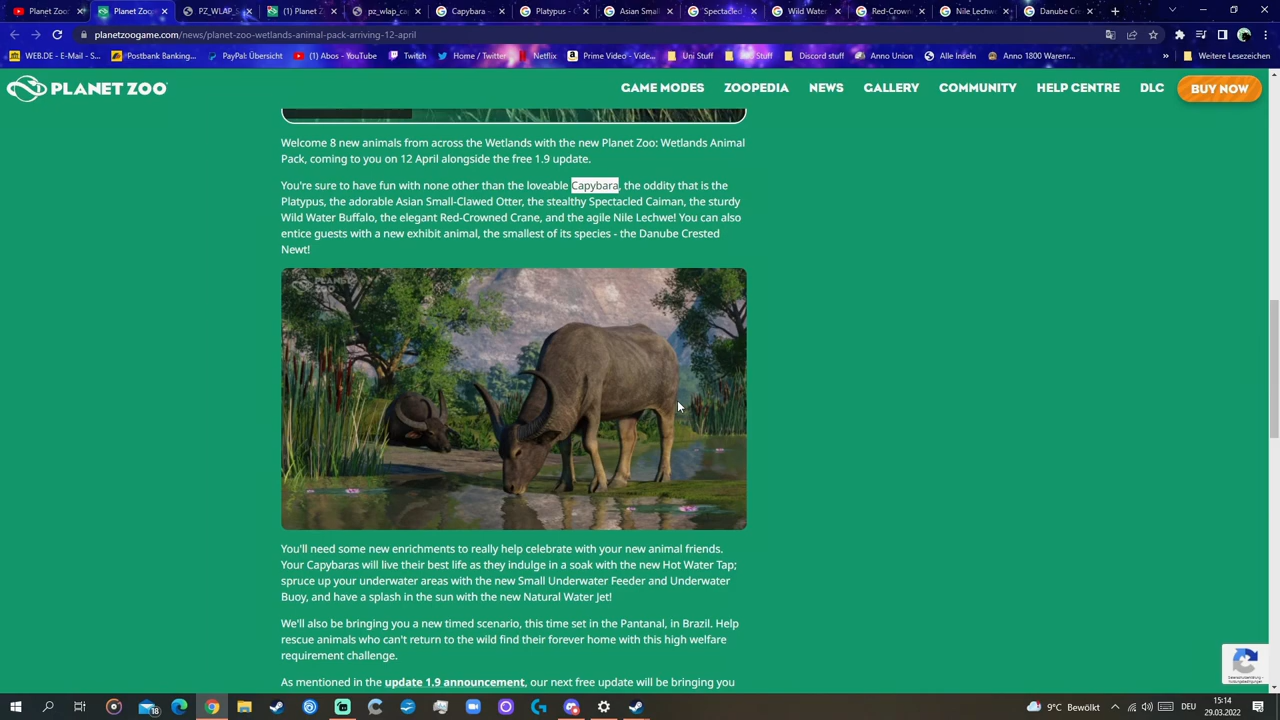 Planet Zoo
Planet Zoo
PZ_WLAP_
(1) Planet Zoo
pz_wlap_ca
Capybara -
Platypus -
Asian Small
Spectacled
Wild Water
Red-Crown
Nile Lechwe
Danube Cre
planetzoogame.com/news/planet-zoo-wetlands-animal-pack-arriving-12-april
WEB.DE - E-Mail - S...
Postbank Banking...
PayPal: Übersicht
(1) Abos - YouTube
Twitch
Home / Twitter
Netflix
Prime Video - Vide...
Uni Stuff
Stuff
Discord stuff
Anno Union
Alle Inseln
Anno 1800 Warenr...
»
Weitere Lesezeichen
PLANET ZOO
GAME MODES
ZOOPEDIA
NEWS
GALLERY
COMMUNITY
HELP CENTRE
DLC
BUY NOW
Welcome 8 new animals from across the Wetlands with the new Planet Zoo: Wetlands Animal
Pack, coming to you on 12 April alongside the free 1.9 update.
You're sure to have fun with none other than the loveable Capybara, the oddity that is the
Platypus, the adorable Asian Small-Clawed Otter, the stealthy Spectacled Caiman, the sturdy
Wild Water Buffalo, the elegant Red-Crowned Crane, and the agile Nile Lechwe! You can also
entice guests with a new exhibit animal, the smallest of its species - the Danube Crested
Newt!
PLANET
ZOO
You'll need some new enrichments to really help celebrate with your new animal friends.
Your Capybaras will live their best life as they indulge in a soak with the new Hot Water Tap;
spruce up your underwater areas with the new Small Underwater Feeder and Underwater
Buoy, and have a splash in the sun with the new Natural Water Jet!
We'll also be bringing you a new timed scenario, this time set in the Pantanal, in Brazil. Help
rescue animals who can't return to the wild find their forever home with this high welfare
requirement challenge.
As mentioned in the update 1.9 announcement, our next free update will be bringing you
18
9°C Bewölkt
DEU
15:14
29.03.2022